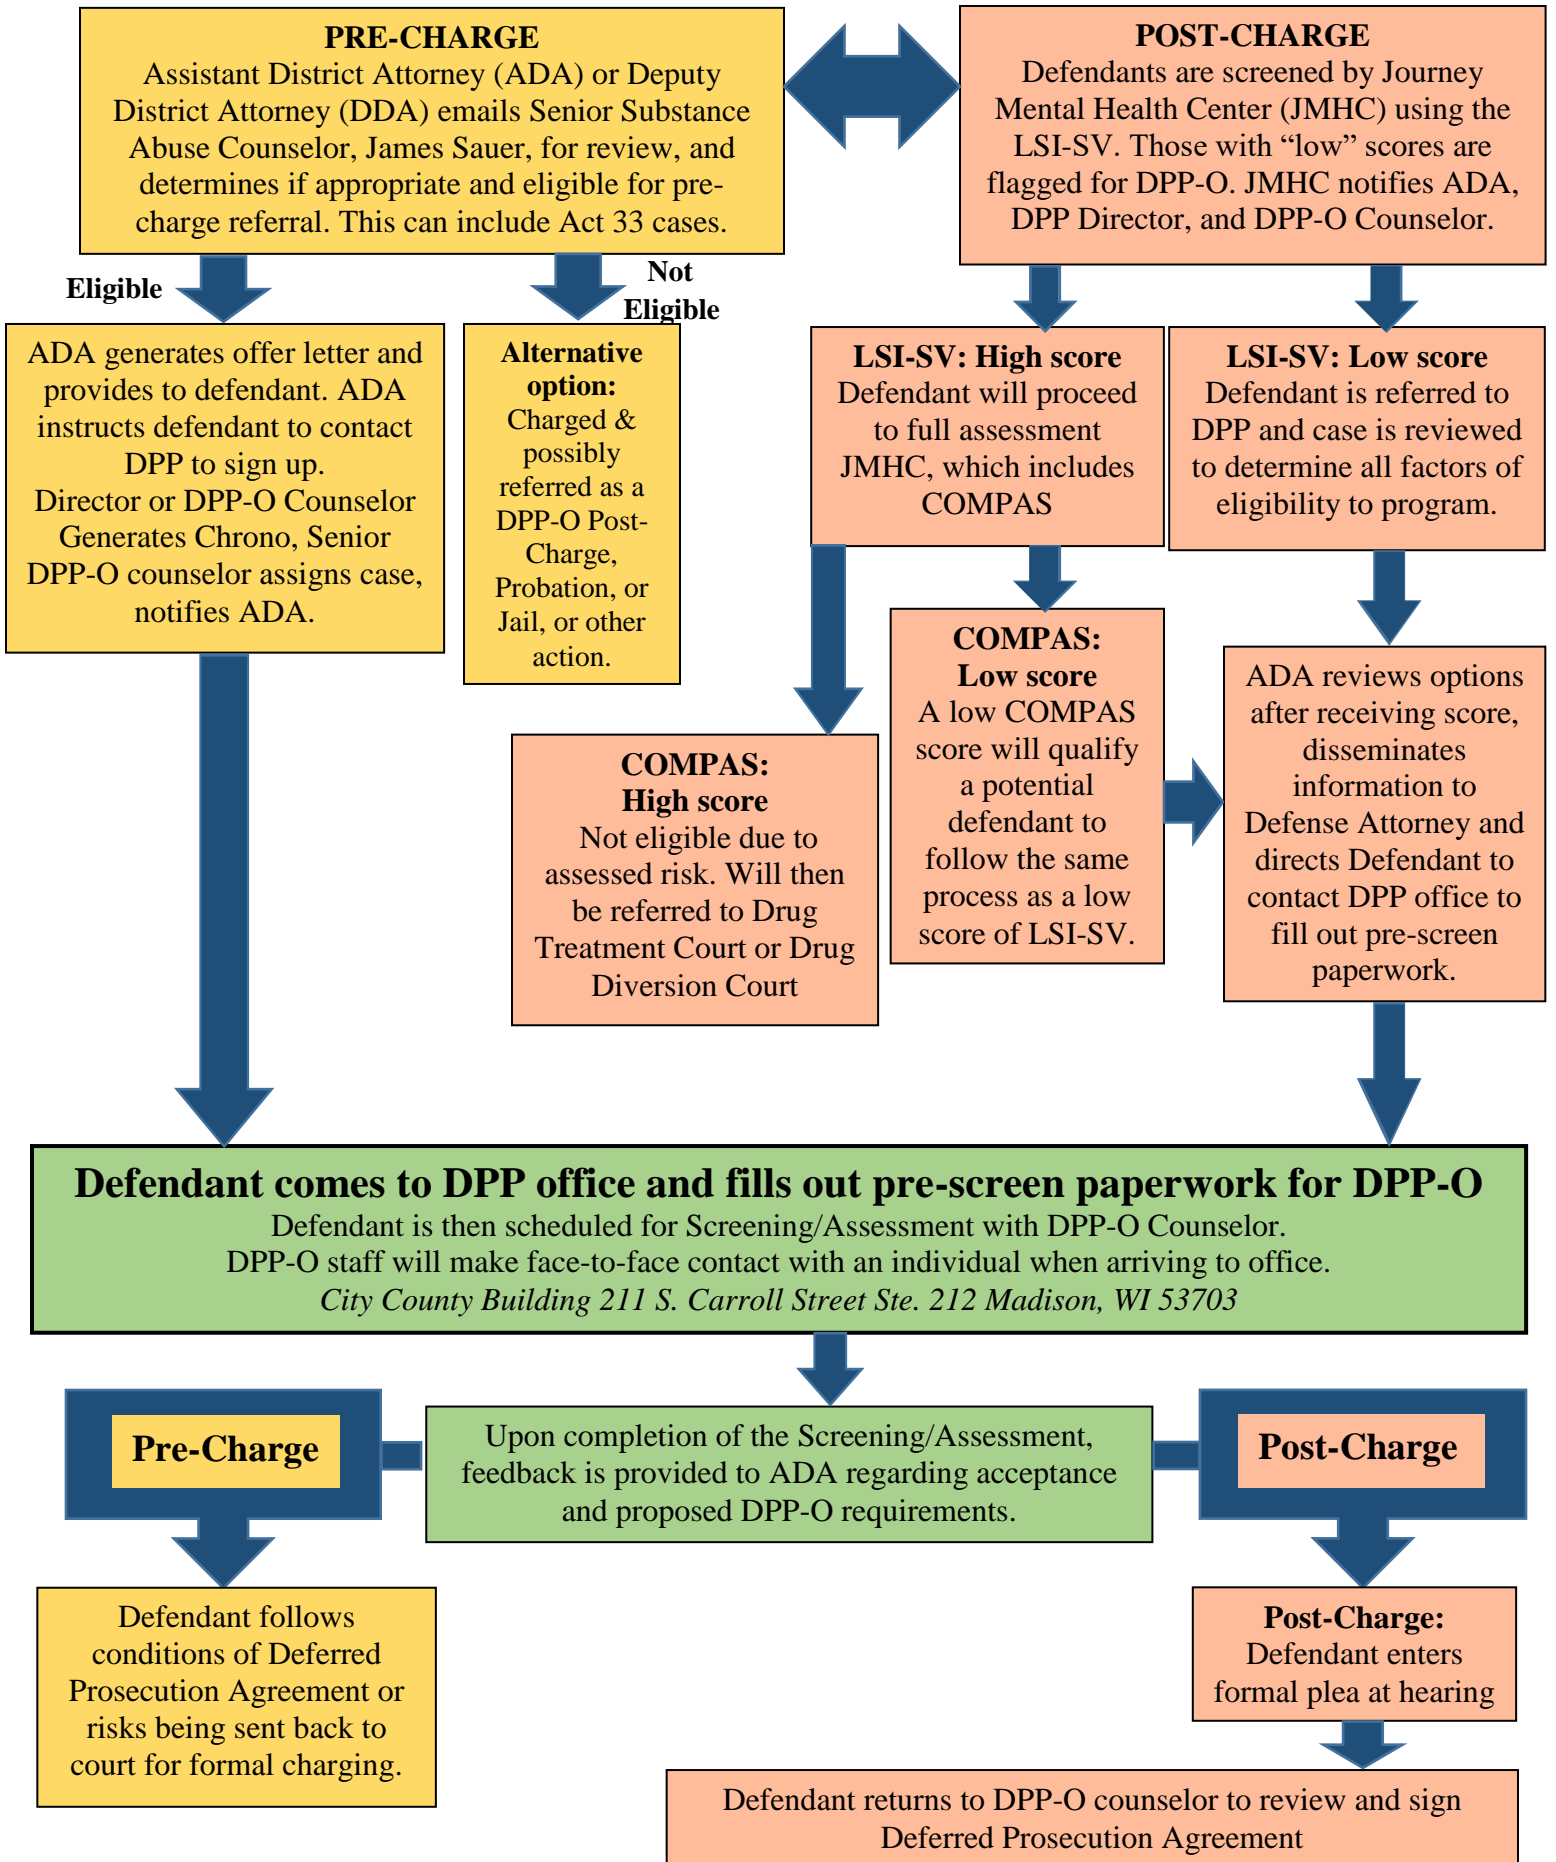 PRE-CHARGE
Assistant District Attorney (ADA) or Deputy
District Attorney (DDA) emails Senior Substance
Abuse Counselor, James Sauer, for review, and
determines if appropriate and eligible for pre-
charge referral. This can include Act 33 cases.
POST-CHARGE
Defendants are screened by Journey
Mental Health Center (JMHC) using the
LSI-SV. Those with “low” scores are
flagged for DPP-O. JMHC notifies ADA,
DPP Director, and DPP-O Counselor.
Eligible
Not
Eligible
ADA generates offer letter and
provides to defendant. ADA
instructs defendant to contact
DPP to sign up.
Director or DPP-O Counselor
Generates Chrono, Senior
DPP-O counselor assigns case,
notifies ADA.
Alternative
option:
Charged &
possibly
referred as a
DPP-O Post-
Charge,
Probation, or
Jail, or other
action.
LSI-SV: High score
Defendant will proceed
to full assessment
JMHC, which includes
COMPAS
LSI-SV: Low score
Defendant is referred to
DPP and case is reviewed
to determine all factors of
eligibility to program.
COMPAS:
High score
Not eligible due to
assessed risk. Will then
be referred to Drug
Treatment Court or Drug
Diversion Court
COMPAS:
Low score
A low COMPAS
score will qualify
a potential
defendant to
follow the same
process as a low
score of LSI-SV.
ADA reviews options
after receiving score,
disseminates
information to
Defense Attorney and
directs Defendant to
contact DPP office to
fill out pre-screen
paperwork.
Defendant comes to DPP office and fills out pre-screen paperwork for DPP-O
Defendant is then scheduled for Screening/Assessment with DPP-O Counselor.
DPP-O staff will make face-to-face contact with an individual when arriving to office.
City County Building 211 S. Carroll Street Ste. 212 Madison, WI 53703
Pre-Charge
Upon completion of the Screening/Assessment,
feedback is provided to ADA regarding acceptance
and proposed DPP-O requirements.
Post-Charge
Defendant follows
conditions of Deferred
Prosecution Agreement or
risks being sent back to
court for formal charging.
Post-Charge:
Defendant enters
formal plea at hearing
Defendant returns to DPP-O counselor to review and sign
Deferred Prosecution Agreement